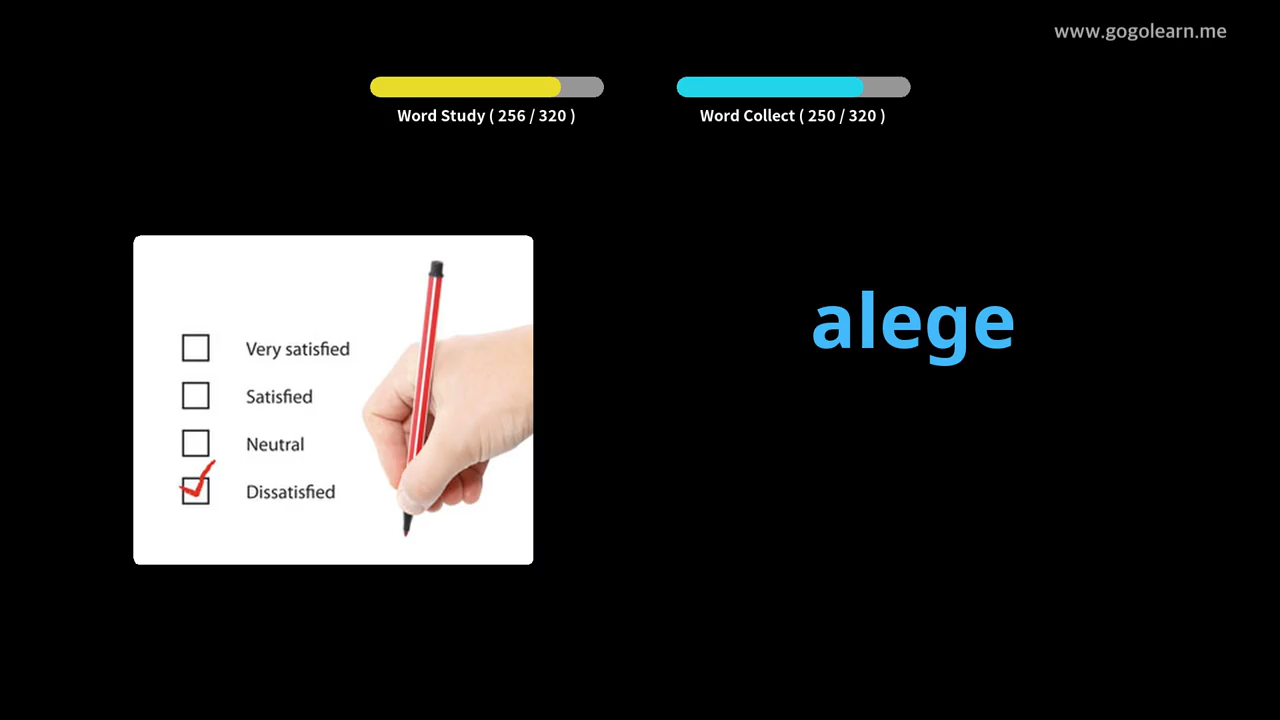 www.gogolearn.me
Word Study ( 256 / 320 )
Word Collect ( 250 / 320 )
Very satisfied
Satisfied
Neutral
Dissatisfied
alege